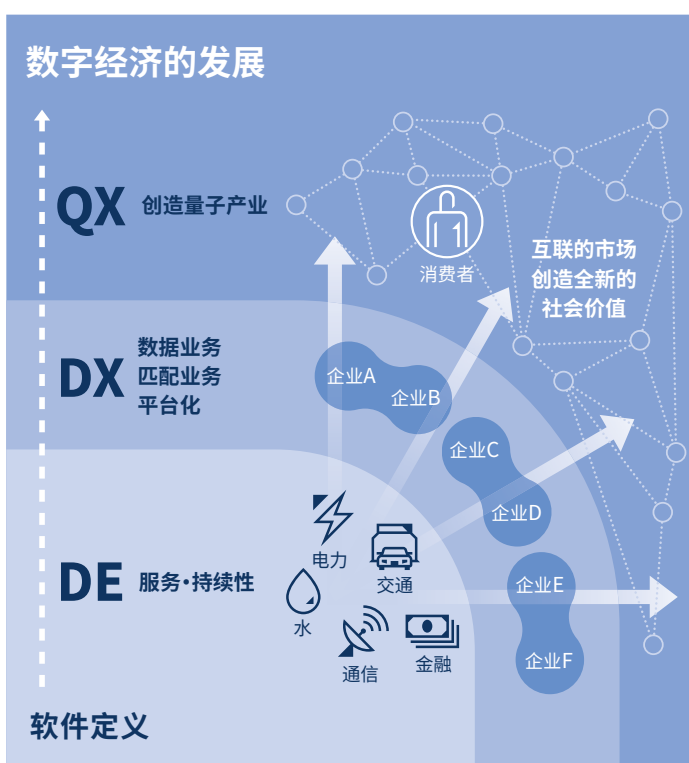 数字经济的发展
QX 创造量子产业
消费者
互联的市场
创造全新的
社会价值
DX
数据业务
匹配业务
平台化
企业A
企业B
企业C
企业D
企业E
企业F
DE 服务·持续性
电力
交通
水
通信
金融
软件定义